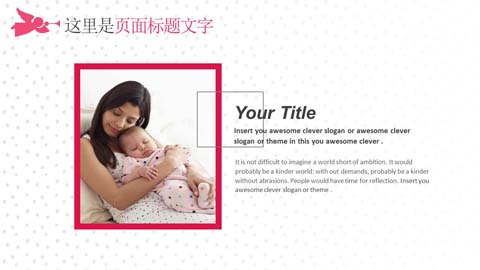 这里是页面标题文字
Your Title
Insert you awesome clever slogan or awesome clever
slogan or theme in this you awesome clever .
It is not difficult to imagine a world short of ambition. It would
probably be a kinder world: with out demands, probably be a kinder
without abrasions. People would have time for reflection. Insert you
awesome clever slogan or theme .